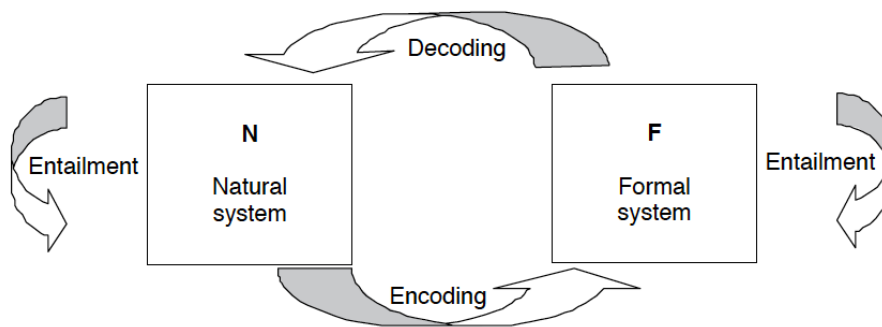 Decoding
N
F
Entailment
Entailment
Natural
system
Formal
system
Encoding